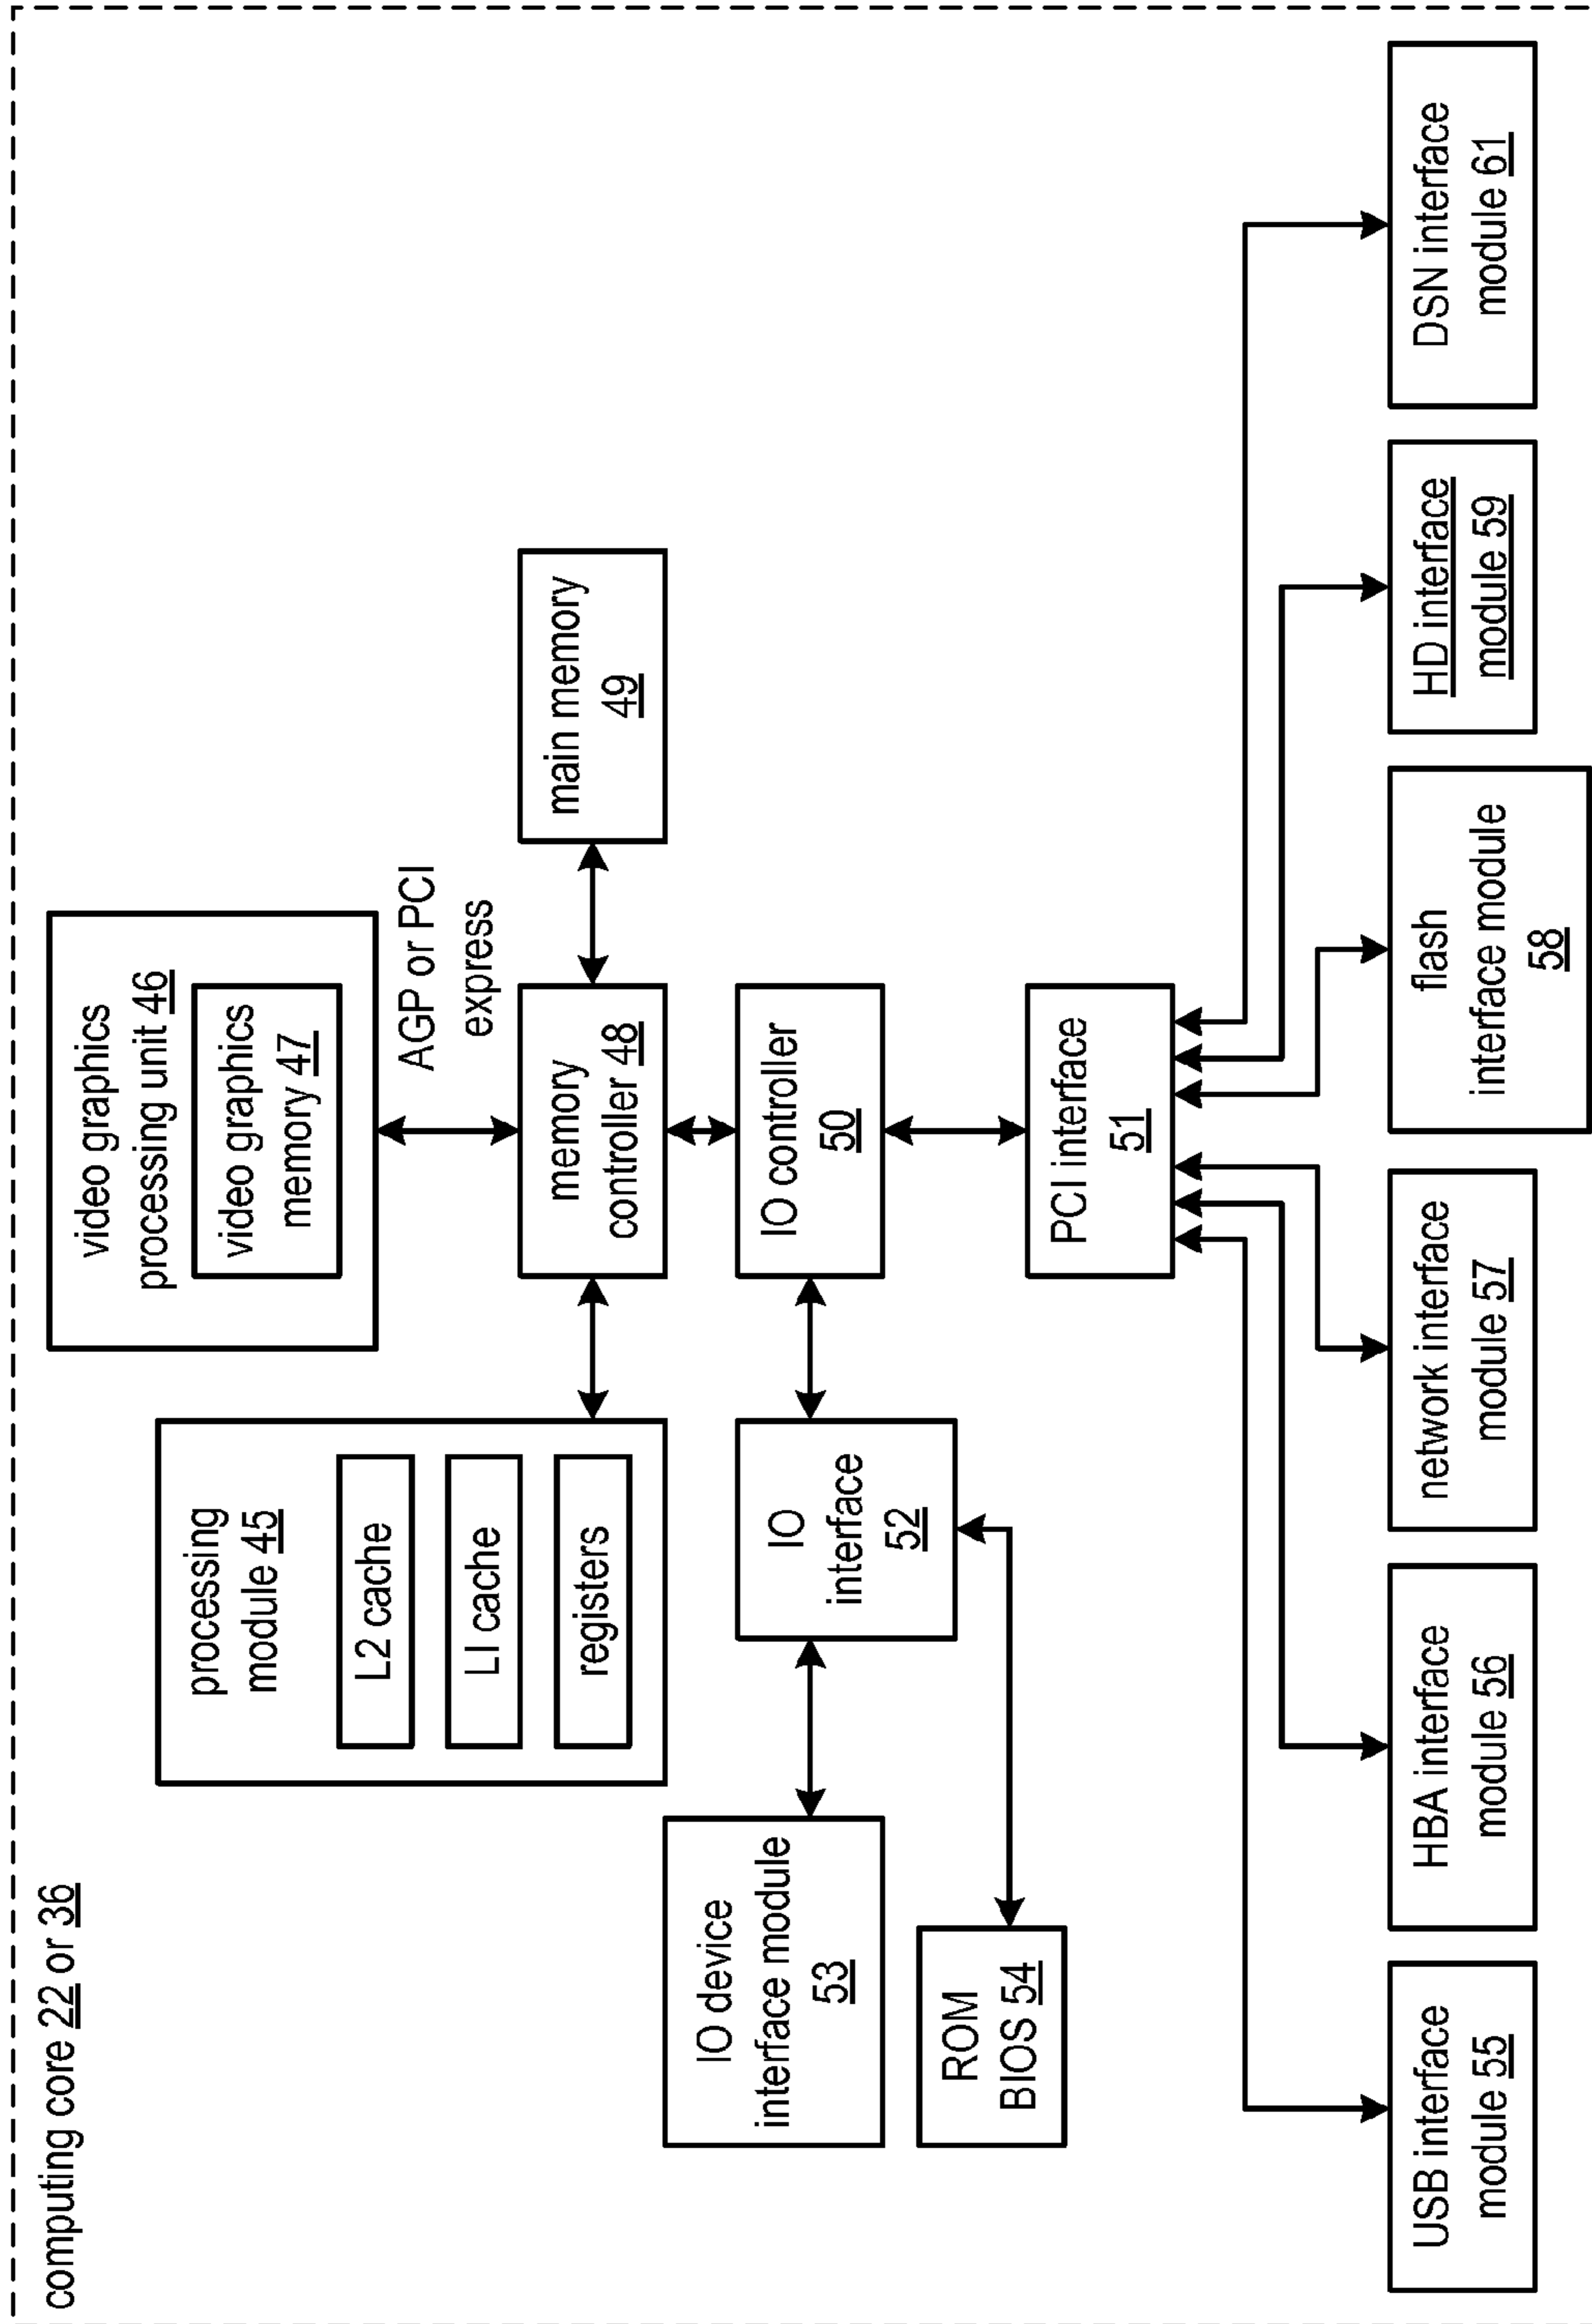 computing core 22 or 36
video graphics
processing unit 46
video graphics
memory 47
processing
module 45
L2 cache
LI cache
registers
AGP or PCI
express
memory
controller 48
main memory
49
IO device
interface module
53
IO
interface
52
IO controller
50
ROM
BIOS 54
PCI interface
51
USB interface
module 55
HBA interface
module 56
network interface
module 57
flash
interface module
58
HD interface
module 59
DSN interface
module 61